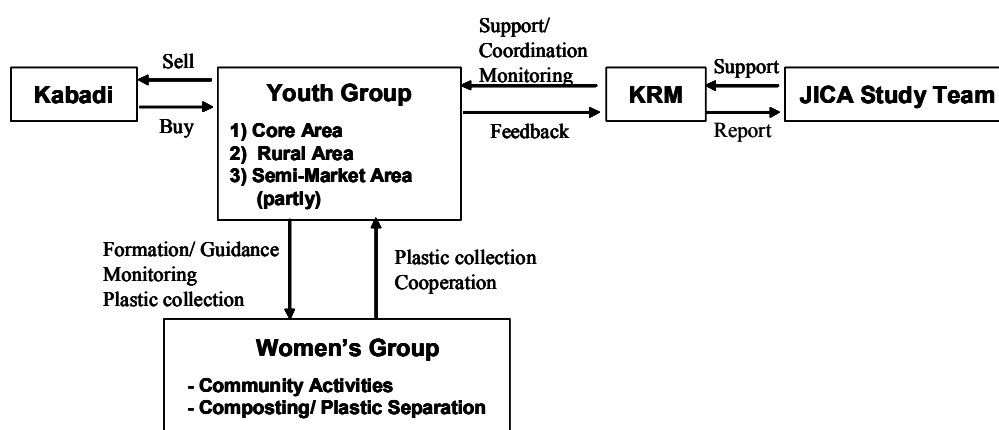 Support/
Coordination
Monitoring
Sell
Support
Kabadi
Youth Group
KRM
JICA Study Team
Buy
Feedback
Report
1) Core Area
2) Rural Area
3) Semi-Market Area
(partly)
Formation/ Guidance
Monitoring
Plastic collection
Plastic collection
Cooperation
Women's Group
- Community Activities
- Composting/ Plastic Separation